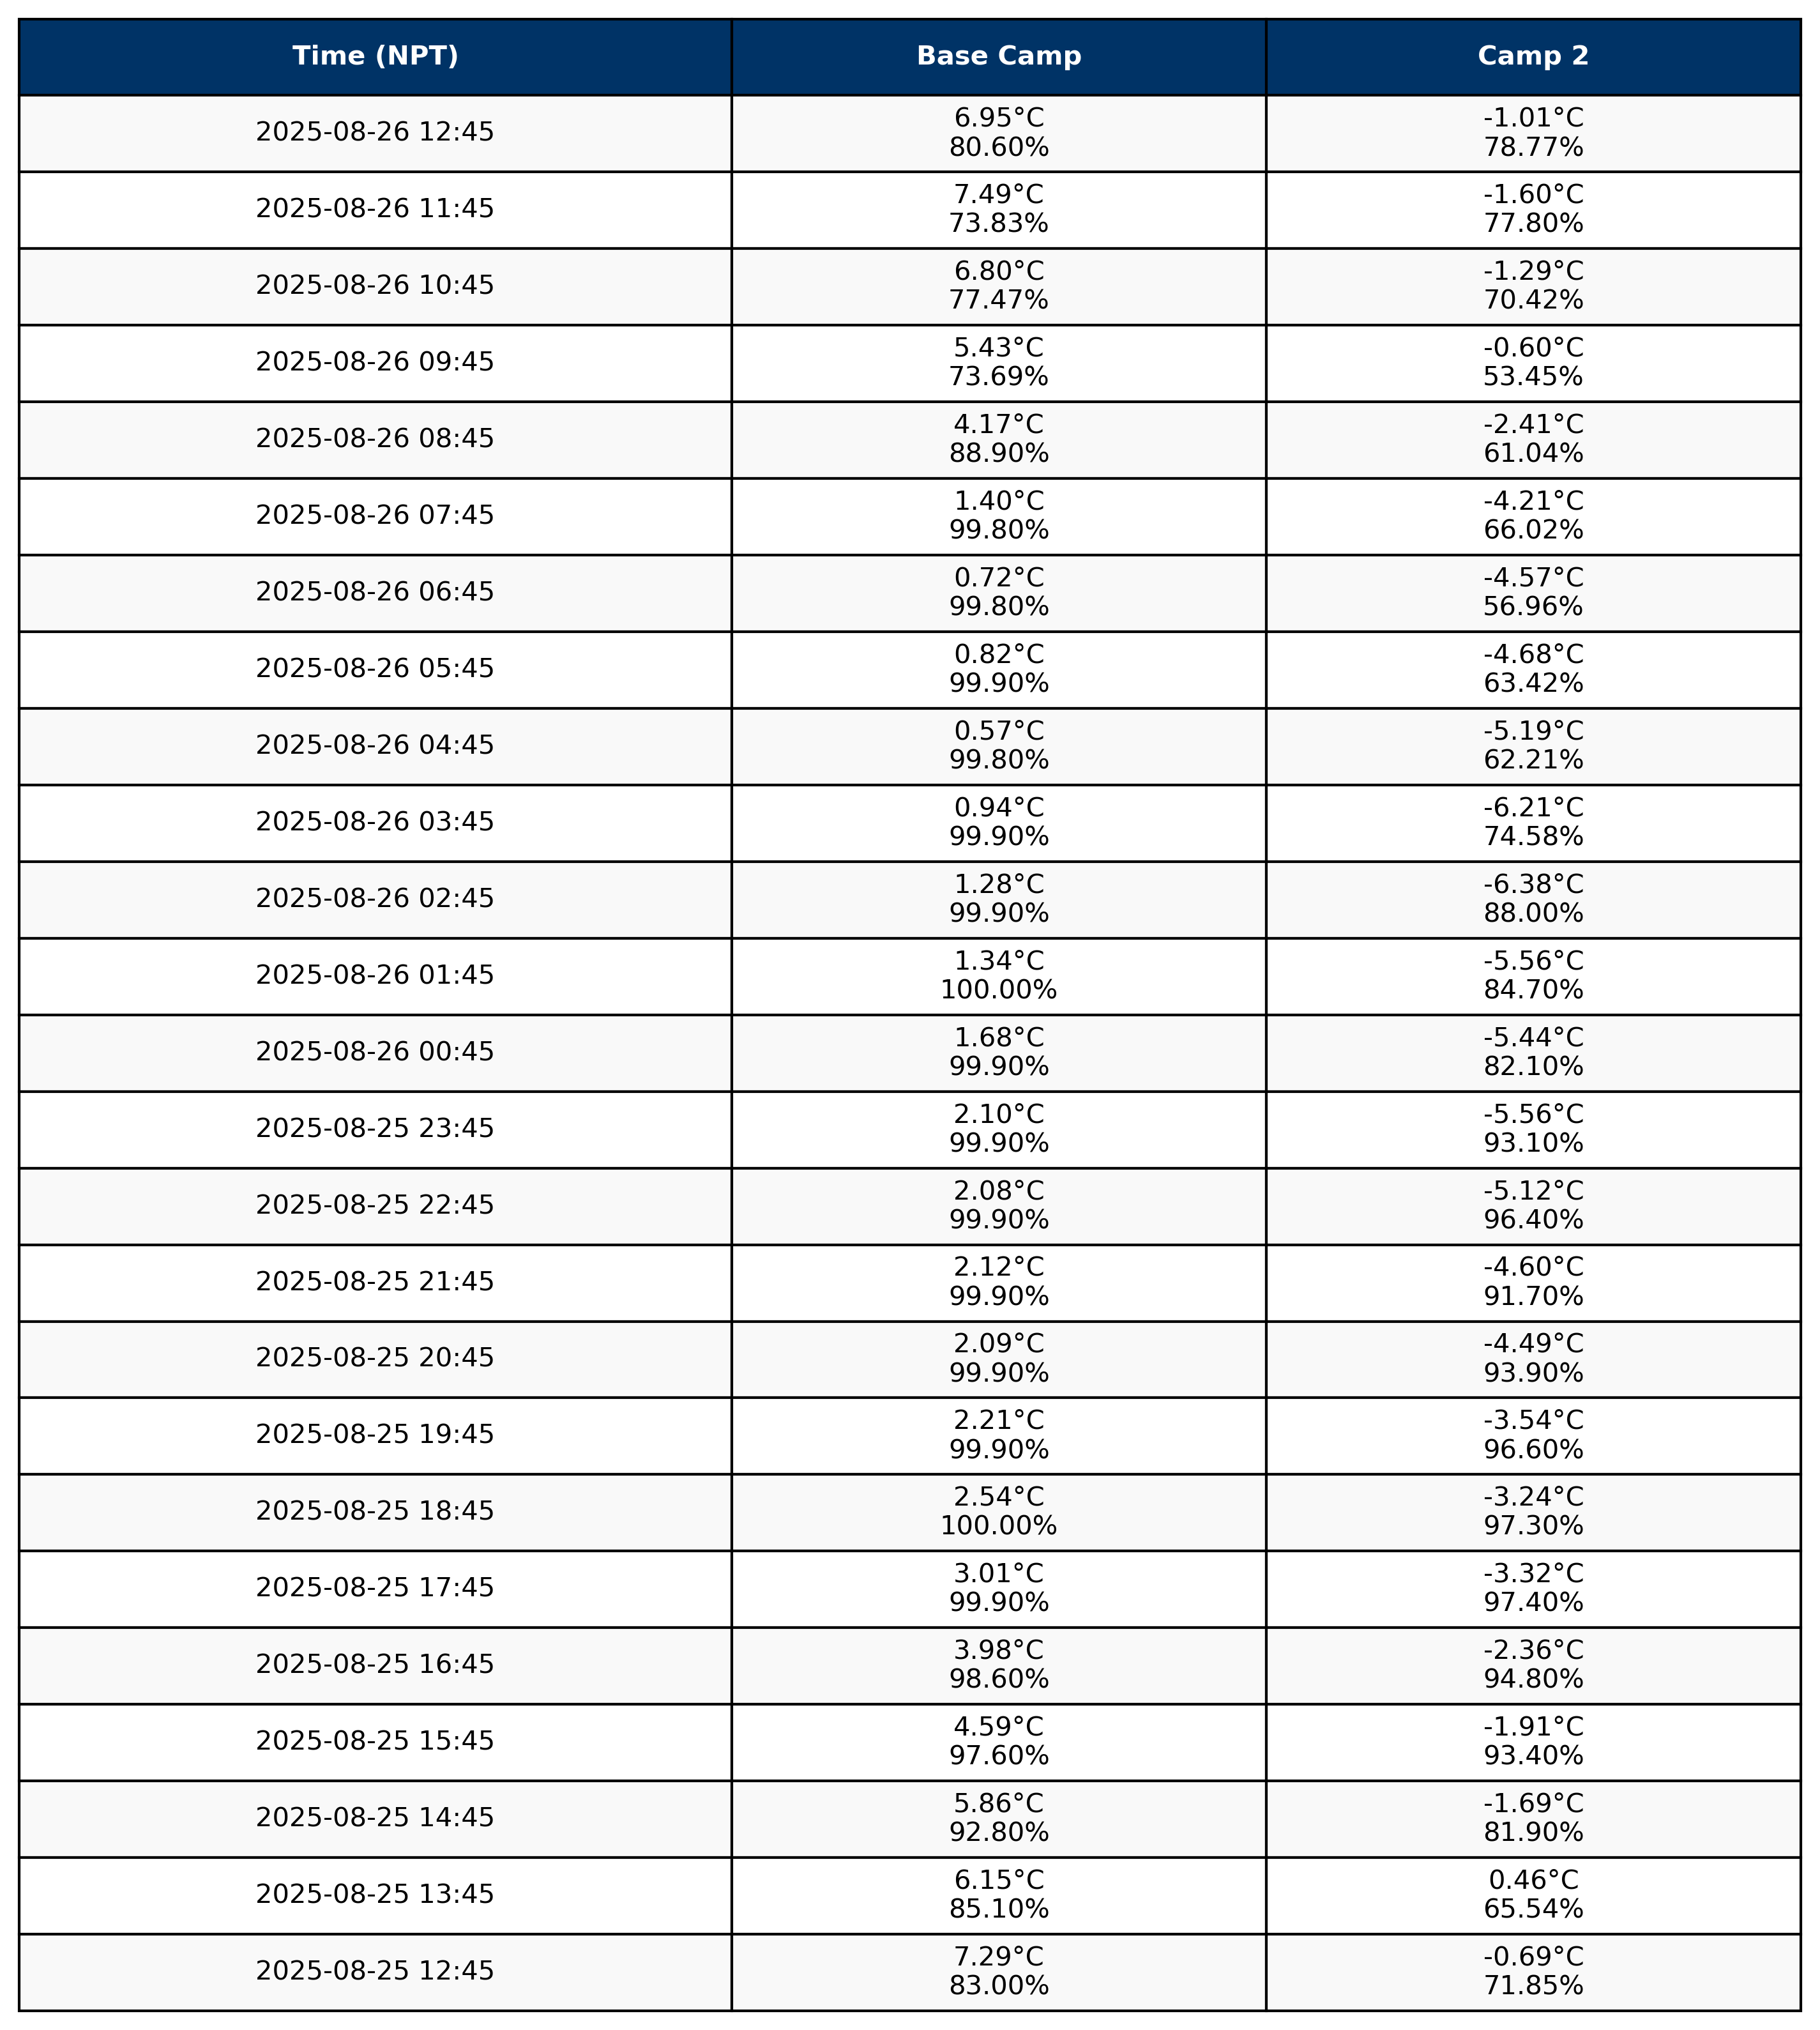 Time (NPT) Base Camp Camp 2
2025-08-26 12:45
6.95°C
80.60%
-1.01°C
78.77%
2025-08-26 11:45
7.49°C
73.83%
-1.60°C
77.80%
2025-08-26 10:45
6.80°C
77.47%
-1.29°C
70.42%
2025-08-26 09:45
5.43°C
73.69%
-0.60°C
53.45%
2025-08-26 08:45
4.17°C
88.90%
-2.41°C
61.04%
2025-08-26 07:45
1.40°C
99.80%
-4.21°C
66.02%
2025-08-26 06:45
0.72°C
99.80%
-4.57°C
56.96%
2025-08-26 05:45
0.82°C
99.90%
-4.68°C
63.42%
2025-08-26 04:45
0.57°C
99.80%
-5.19°C
62.21%
2025-08-26 03:45
0.94°C
99.90%
-6.21°C
74.58%
2025-08-26 02:45
1.28°C
99.90%
-6.38°C
88.00%
2025-08-26 01:45
1.34°C
100.00%
-5.56°C
84.70%
2025-08-26 00:45
1.68°C
99.90%
-5.44°C
82.10%
2025-08-25 23:45
2.10°C
99.90%
-5.56°C
93.10%
2025-08-25 22:45
2.08°C
99.90%
-5.12°C
96.40%
2025-08-25 21:45
2.12°C
99.90%
-4.60°C
91.70%
2025-08-25 20:45
2.09°C
99.90%
-4.49°C
93.90%
2025-08-25 19:45
2.21°C
99.90%
-3.54°C
96.60%
2025-08-25 18:45
2.54°C
100.00%
-3.24°C
97.30%
2025-08-25 17:45
3.01°C
99.90%
-3.32°C
97.40%
2025-08-25 16:45
3.98°C
98.60%
-2.36°C
94.80%
2025-08-25 15:45
4.59°C
97.60%
-1.91°C
93.40%
2025-08-25 14:45
5.86°C
92.80%
-1.69°C
81.90%
2025-08-25 13:45
6.15°C
85.10%
0.46°C
65.54%
2025-08-25 12:45
7.29°C
83.00%
-0.69°C
71.85%